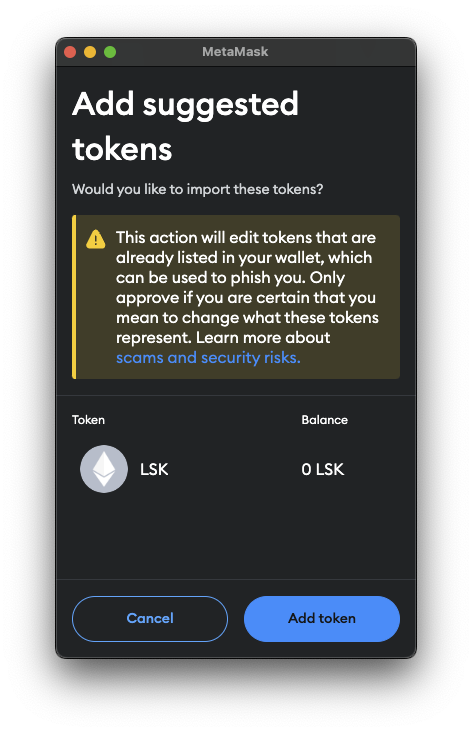 MetaMask
Add suggested
tokens
Would you like to import these tokens?
This action will edit tokens that are
already listed in your wallet, which
can be used to phish you. Only
approve if you are certain that you
mean to change what these tokens
represent. Learn more about
scams and security risks.
Token Balance
LSK 0 LSK
Cancel Add token